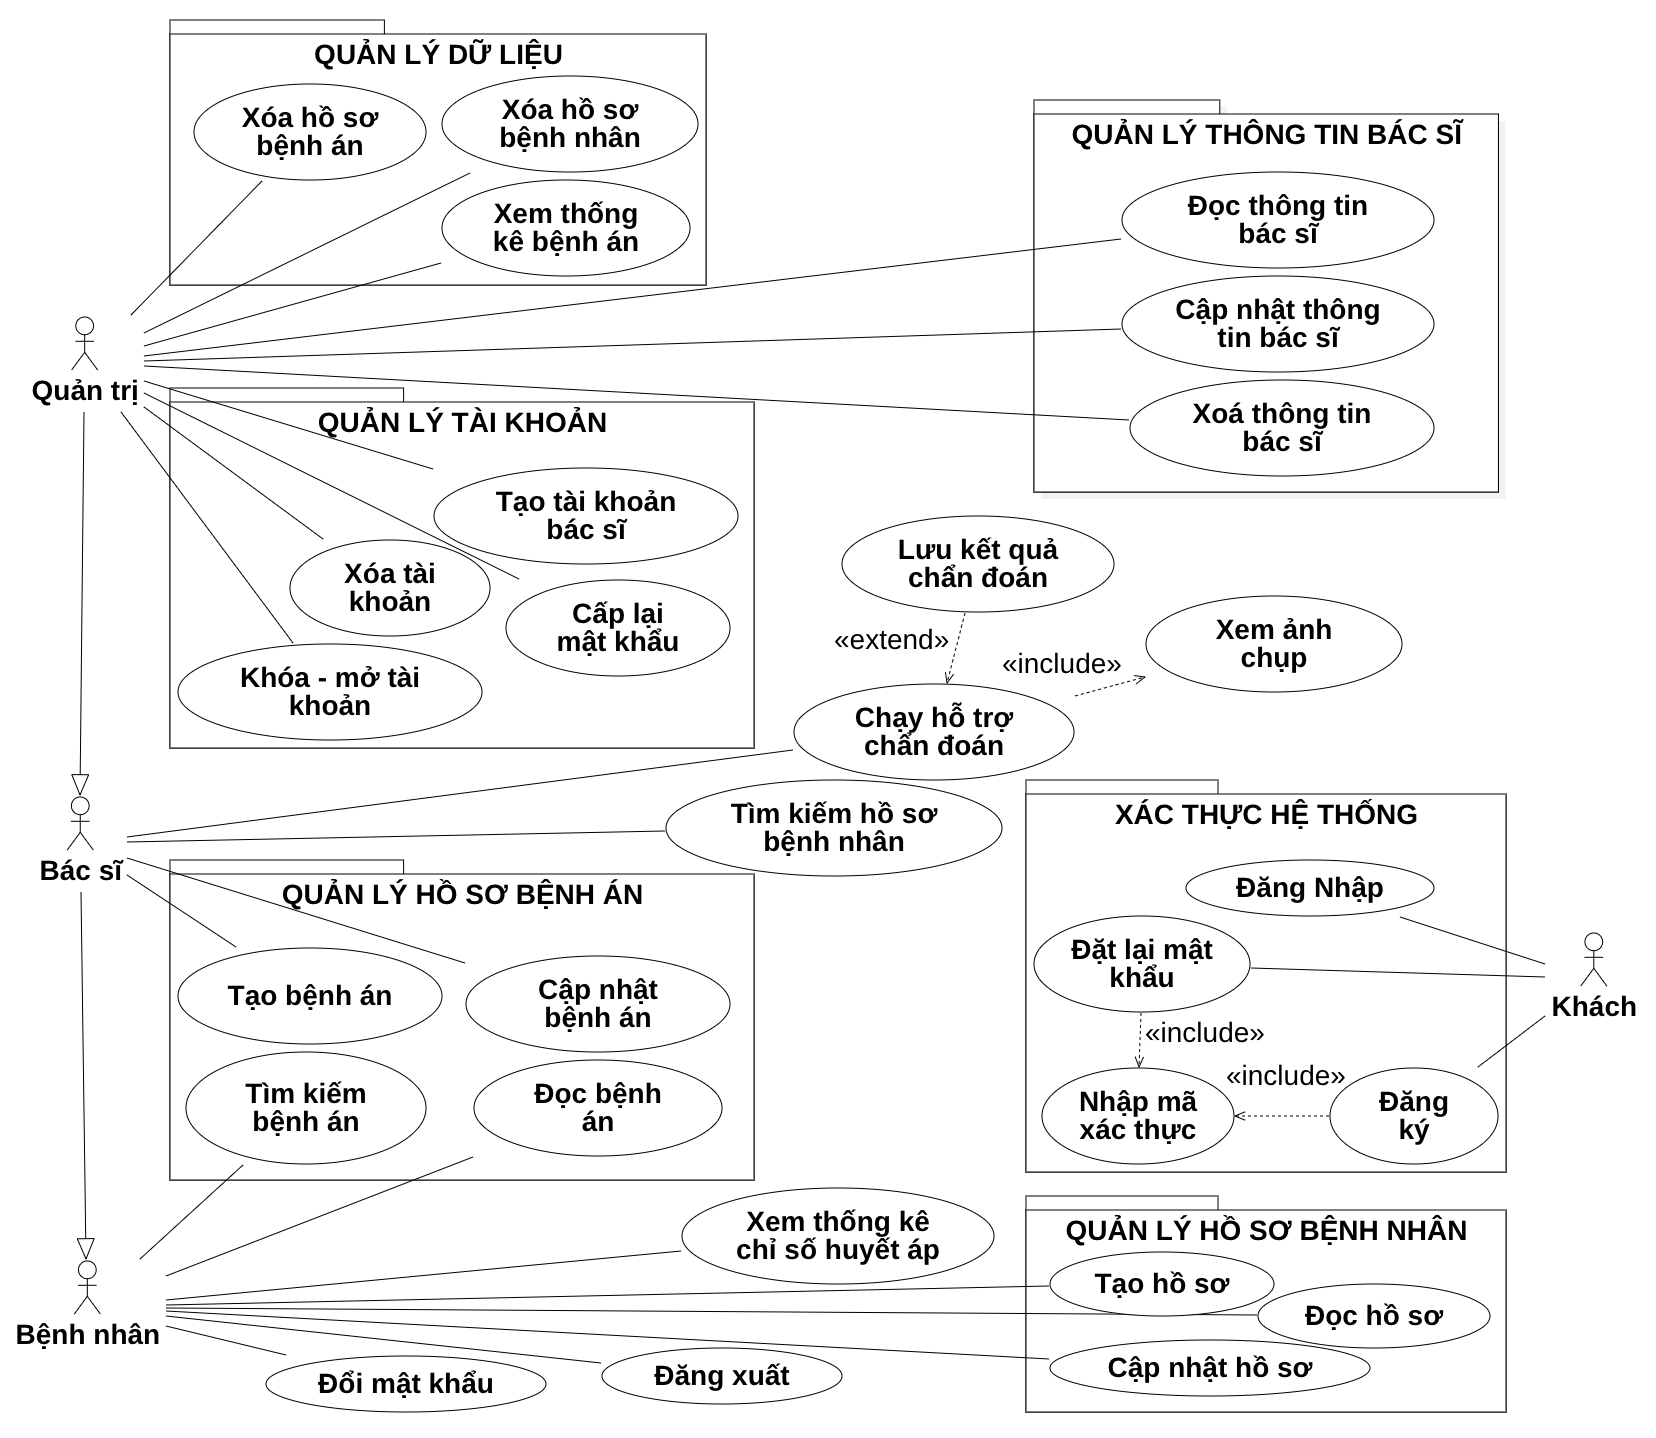 QUẢN LÝ DỮ LIỆU
Xóa hồ sơ
bệnh án
Xóa hồ sơ
bệnh nhân
Xem thống
kê bệnh án
QUẢN LÝ THÔNG TIN BÁC SĨ
Đọc thông tin
bác sĩ
Cập nhật thông
tin bác sĩ
Xoá thông tin
bác sĩ
Quản trị
QUẢN LÝ TÀI KHOẢN
Tạo tài khoản
bác sĩ
Xóa tài
khoản
Cấp lại
mật khẩu
Khóa - mở tài
khoản
Lưu kết quả
chẩn đoán
«extend»
«include»
Xem ảnh
chụp
Chạy hỗ trợ
chẩn đoán
Tìm kiếm hồ sơ
bệnh nhân
Bác sĩ
QUẢN LÝ HỒ SƠ BỆNH ÁN
Tạo bệnh án
Cập nhật
bệnh án
Tìm kiếm
bệnh án
Đọc bệnh
án
XÁC THỰC HỆ THỐNG
Đăng Nhập
Đặt lại mật
khẩu
«include»
«include»
Nhập mã
xác thực
Đăng
ký
Khách
Xem thống kê
chỉ số huyết áp
QUẢN LÝ HỒ SƠ BỆNH NHÂN
Tạo hồ sơ
Đọc hồ sơ
Cập nhật hồ sơ
Bệnh nhân
Đổi mật khẩu
Đăng xuất